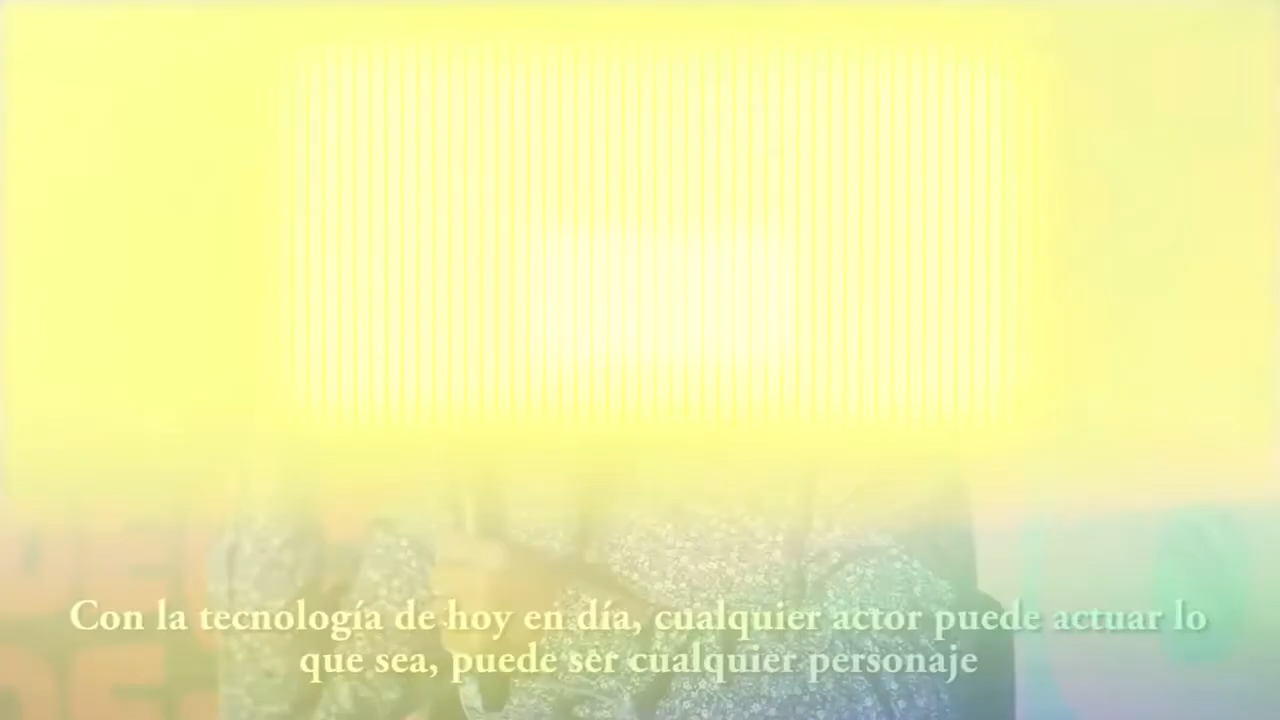 Con la tecnología de hoy en día, cualquier actor puede actuar lo
que sea, puede ser cualquier personaje